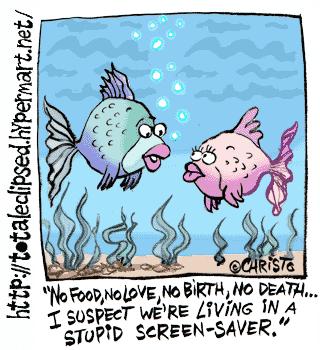 http://totaleclipsed.hypermart.net/
©CHRISTO
"NO FOOD, NO LOVE, NO BIRTH, NO DEATH...
I SUSPECT WE'RE LIVING IN A
STUPID SCREEN-SAVER."